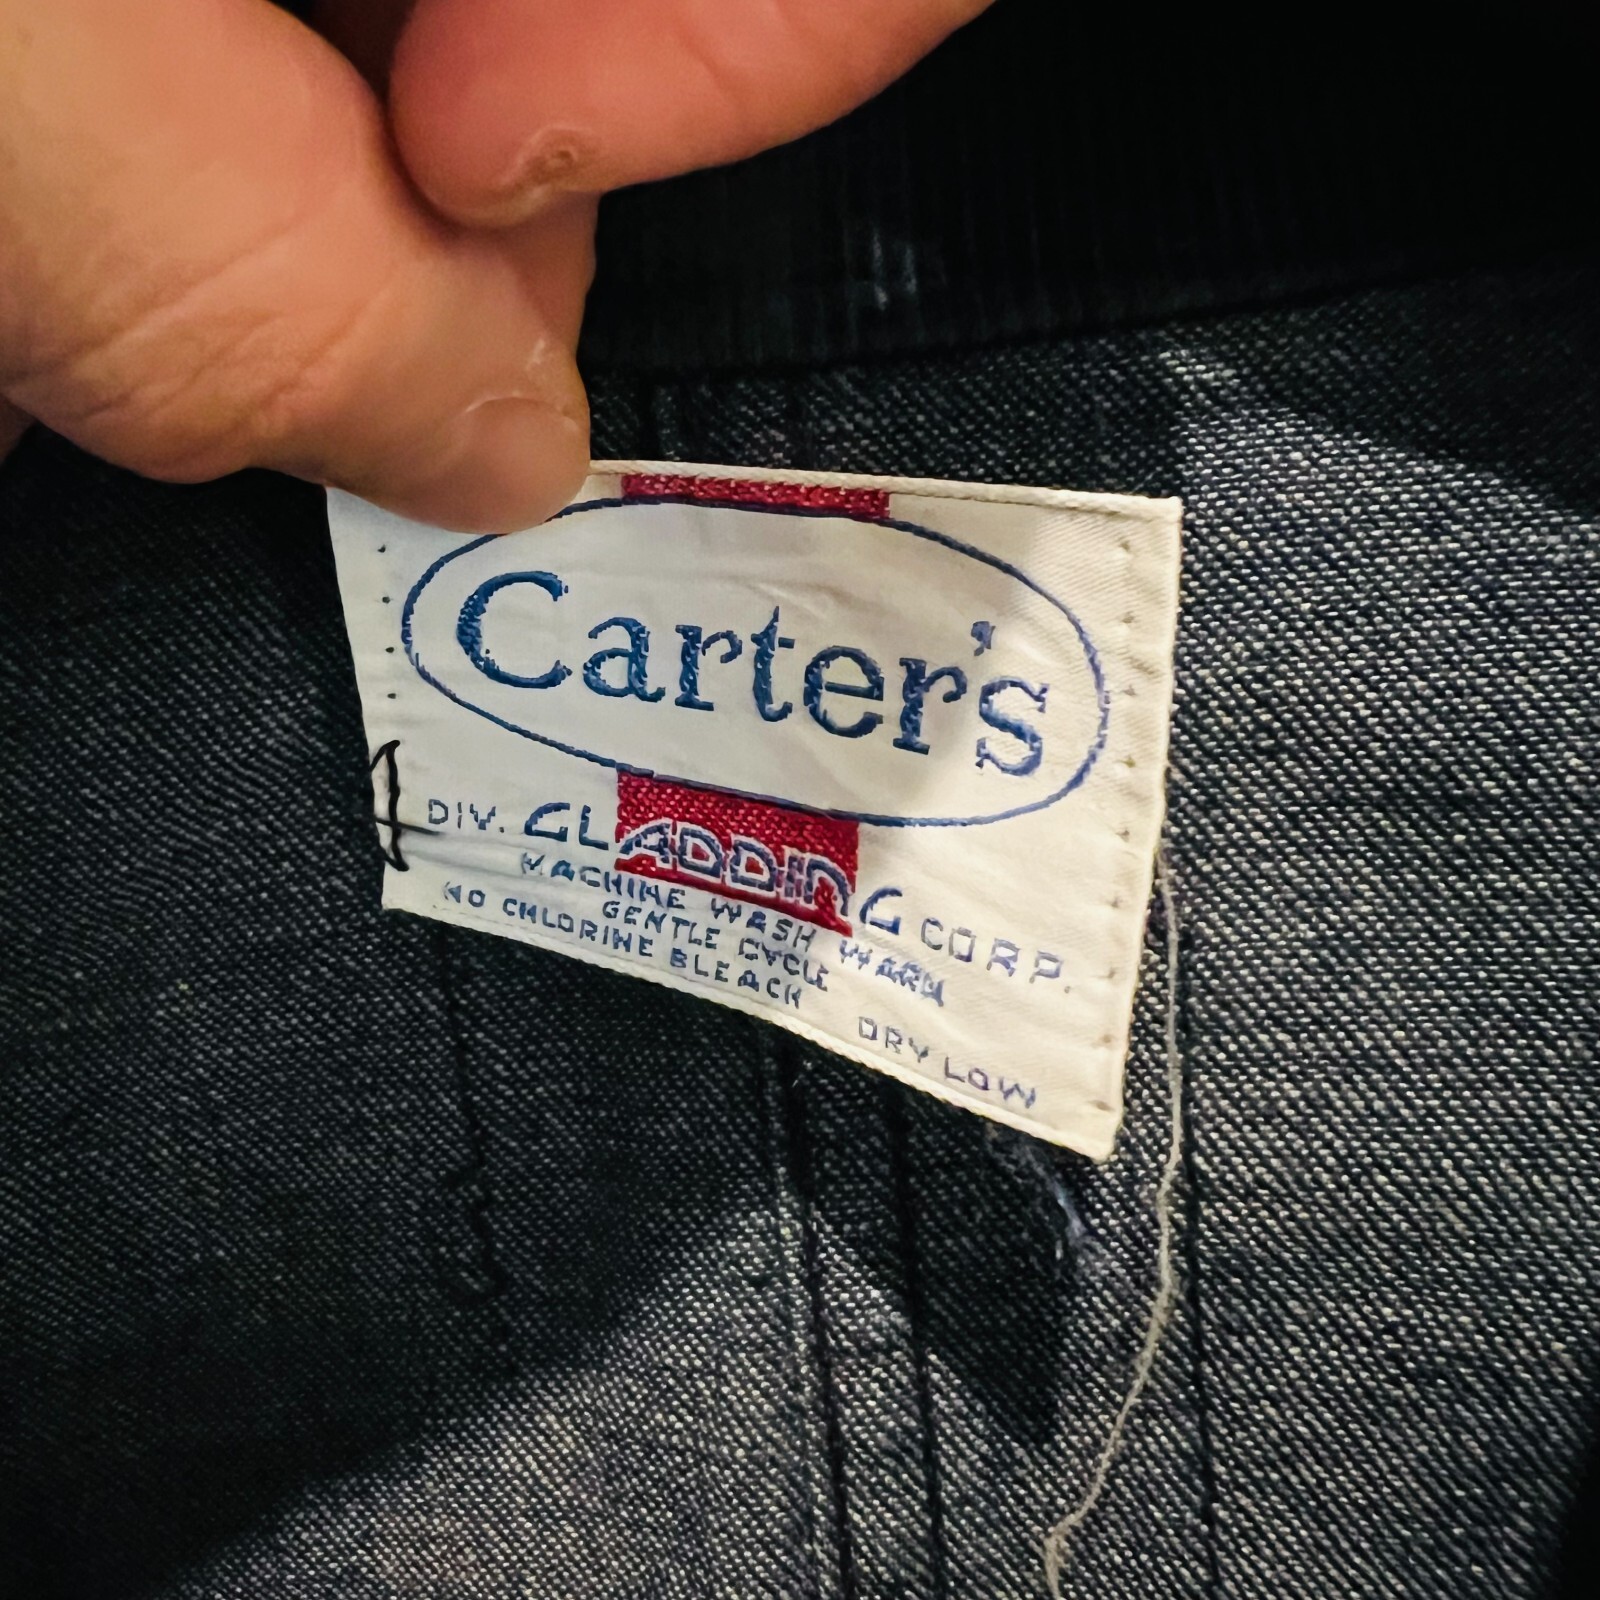 Carter's
DIV. GLADDING CORP.
MACHINE WASH WARM
GENTLE CYCLE
NO CHLORINE BLEACH
DRY LOW